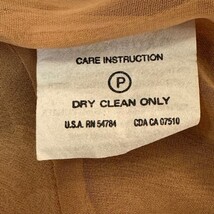 CARE INSTRUCTION
P
DRY CLEAN ONLY
U.S.A. RN 54784 CDA CA 07510